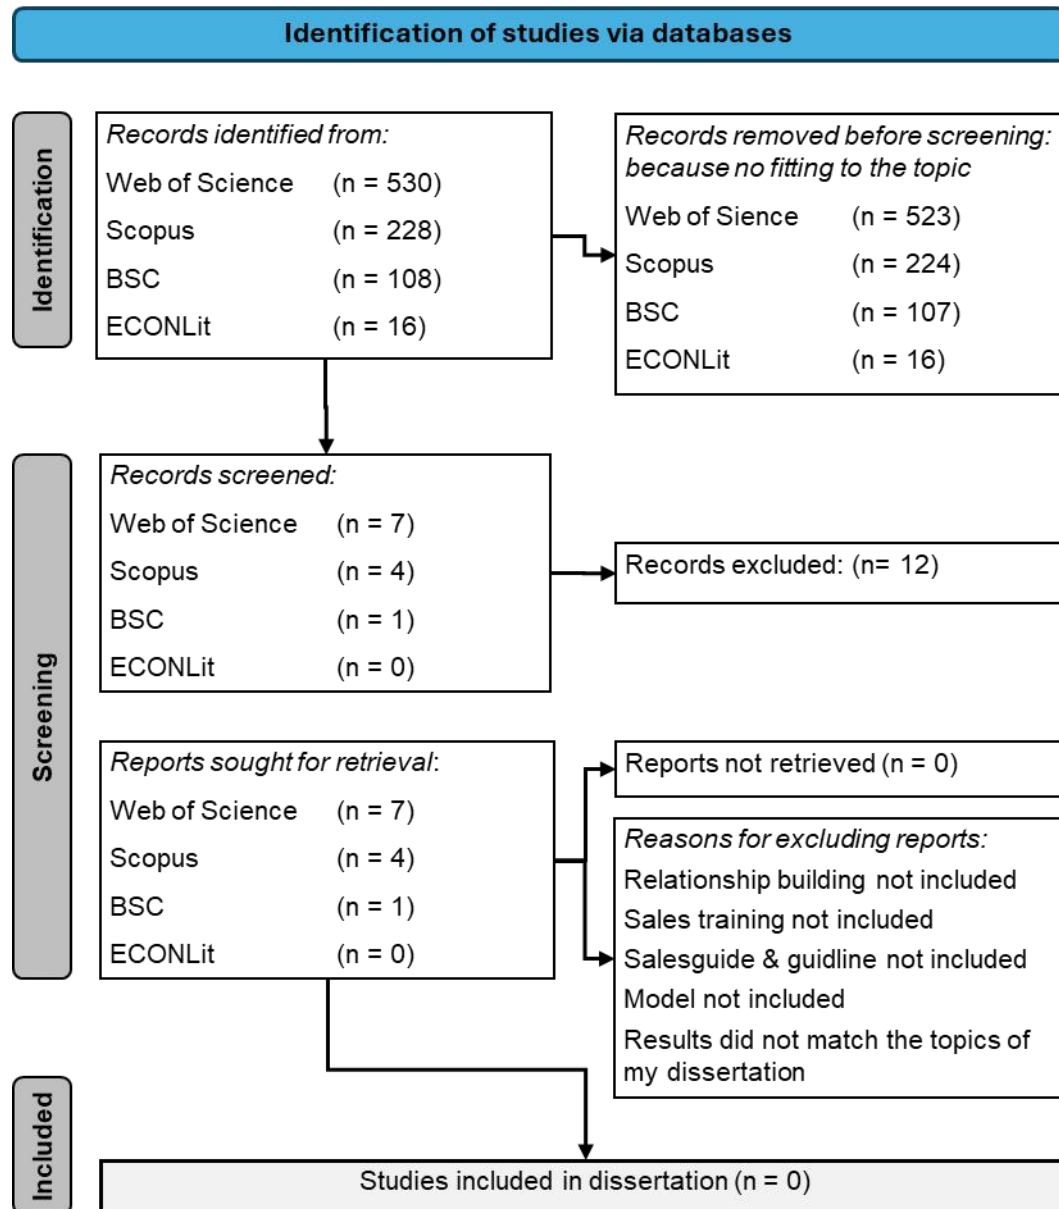 Identification of studies via databases
Identification
Records identified from:
Web of Science (n = 530)
Scopus (n = 228)
BSC (n = 108)
ECONLit (n = 16)
Records removed before screening:
because no fitting to the topic
Web of Sience (n = 523)
Scopus (n = 224)
BSC (n = 107)
ECONLit (n = 16)
Screening
Records screened:
Web of Science (n = 7)
Scopus (n = 4)
BSC (n = 1)
ECONLit (n = 0)
Records excluded: (n= 12)
Reports sought for retrieval:
Web of Science (n = 7)
Scopus (n = 4)
BSC (n = 1)
ECONLit (n = 0)
Reports not retrieved (n = 0)
Reasons for excluding reports:
Relationship building not included
Sales training not included
Salesguide & guidline not included
Model not included
Results did not match the topics of
my dissertation
Included
Studies included in dissertation (n = 0)